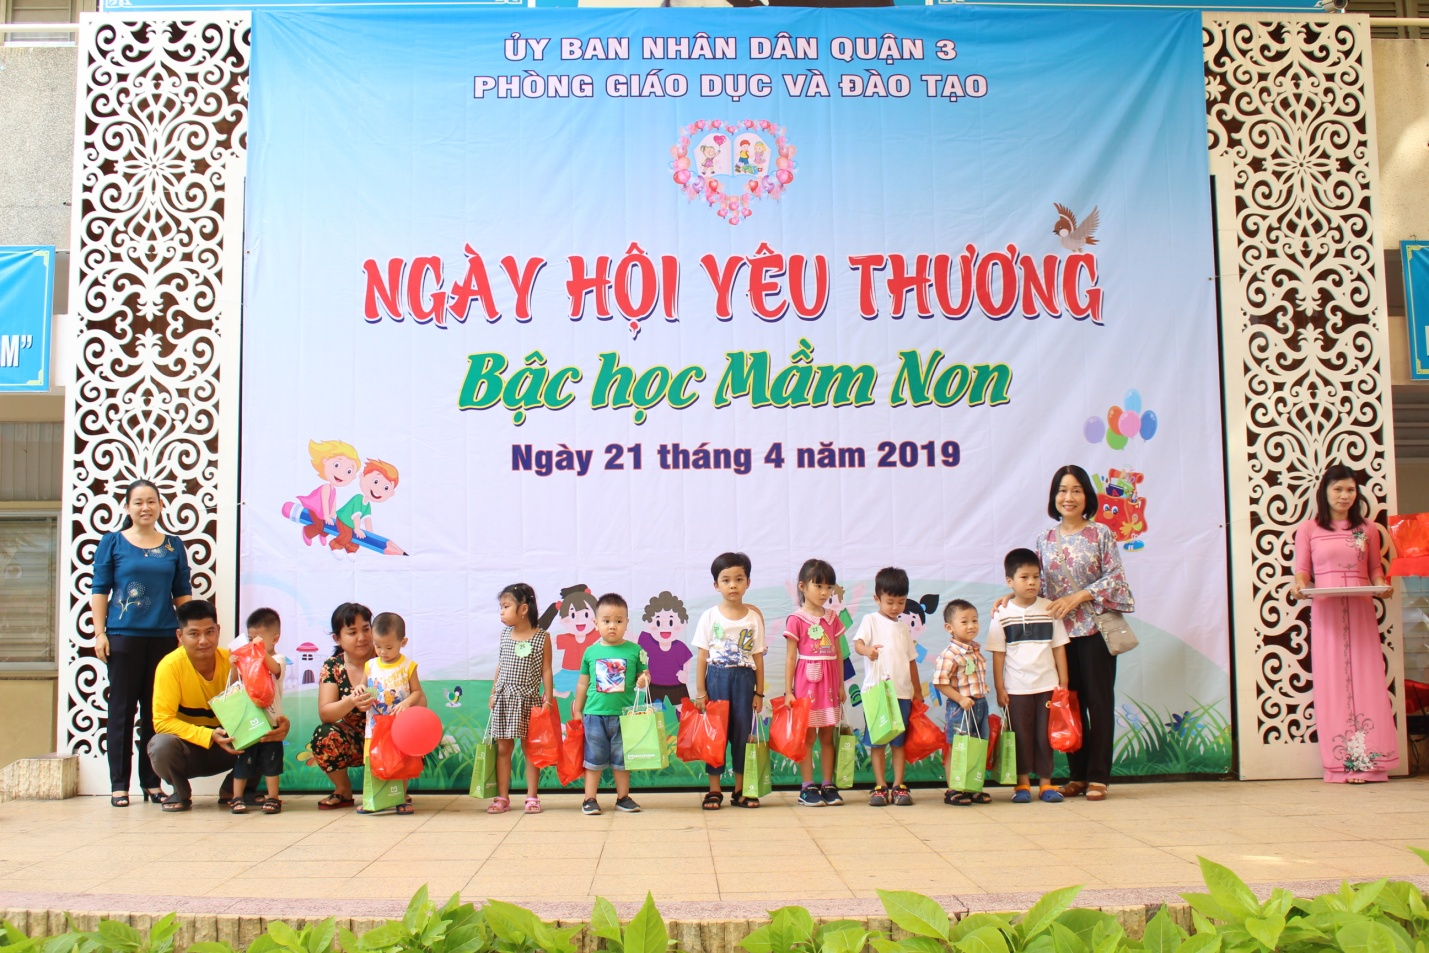 ỦY BAN NHÂN DÂN QUẬN 3
PHÒNG GIÁO DỤC VÀ ĐÀO TẠO
NGÀY HỘI YÊU THƯƠNG
Bậc học Mầm Non
Ngày 21 tháng 4 năm 2019
M”